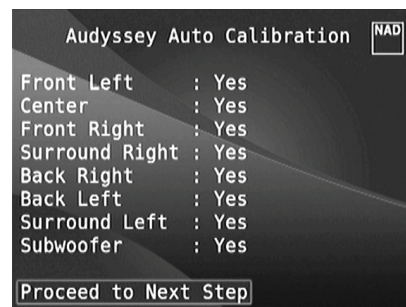 Audyssey Auto Calibration
NAD
Front Left : Yes
Center : Yes
Front Right : Yes
Surround Right : Yes
Back Right : Yes
Back Left : Yes
Surround Left : Yes
Subwoofer : Yes
Proceed to Next Step